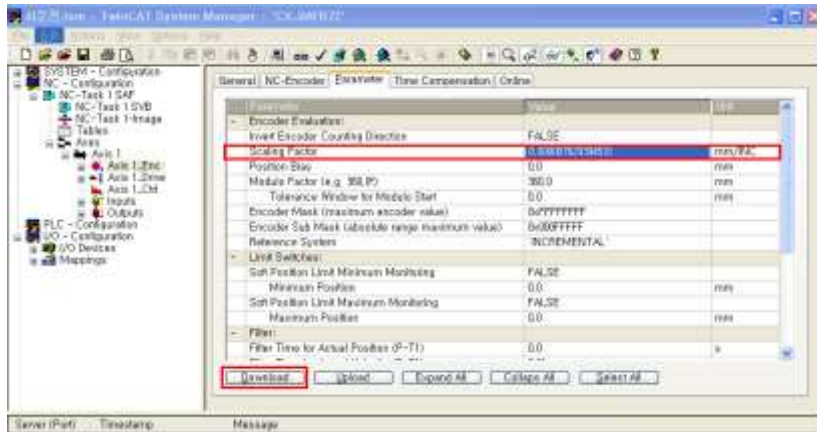 TwinCAT System Manager - 'CX_
SYSTEM - Configuration
NC - Configuration
NC-Task 1 SAF
NC-Task 1 SVB
NC-Task 1-Image
Tables
Axes
Axis 1
Axis 1_Enc
Axis 1_Drive
Axis 1_Ctrl
Inputs
Outputs
PLC - Configuration
I/O - Configuration
I/O Devices
Mappings
General NC-Encoder Parameter Time Compensation Online
Parameter Value Unit
- Encoder Evaluation:
Invert Encoder Counting Direction FALSE
Scaling Factor mm/INC
Position Bias 0.0 mm
Modulo Factor (e.g. 360.0°) 360.0 mm
Tolerance Window for Modulo Start 0.0 mm
Encoder Mask (maximum encoder value) 0xFFFFFFFF
Encoder Sub Mask (absolute range maximum value) 0x000FFFFF
Reference System 'INCREMENTAL'
- Limit Switches:
Soft Position Limit Minimum Monitoring FALSE
Minimum Position 0.0 mm
Soft Position Limit Maximum Monitoring FALSE
Maximum Position 0.0 mm
- Filter:
Filter Time for Actual Position (P-T1) 0.0 s
Download Upload Expand All Collapse All Select All
Server (Port) Timestamp Message